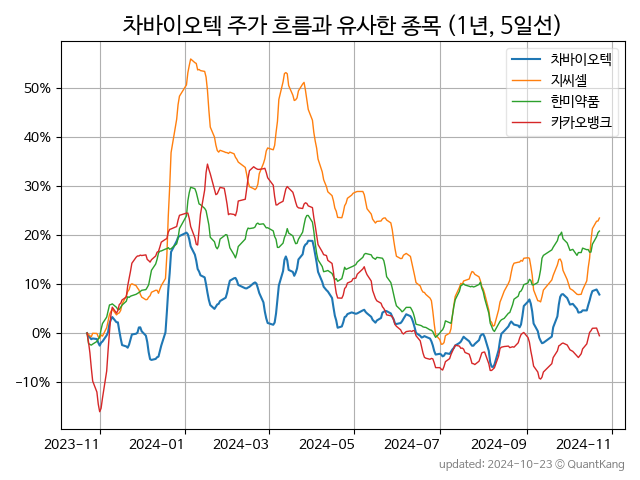 차바이오텍 주가 흐름과 유사한 종목 (1년, 5일선)
차바이오텍
지씨셀
한미약품
카카오뱅크
50%
40%
30%
20%
10%
0%
−10%
2023-11 2024-01 2024-03 2024-05 2024-07 2024-09 2024-11
updated: 2024-10-23 © QuantKang